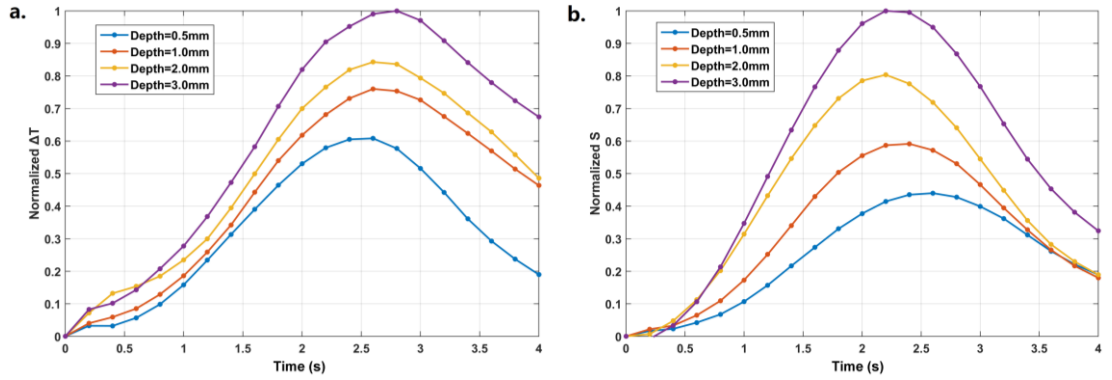 a.
Normalized ΔT
1
0.9
0.8
0.7
0.6
0.5
0.4
0.3
0.2
0.1
0
Depth=0.5mm
Depth=1.0mm
Depth=2.0mm
Depth=3.0mm
0 0.5 1 1.5 2 2.5 3 3.5 4
Time (s)
b.
Normalized S
1
0.9
0.8
0.7
0.6
0.5
0.4
0.3
0.2
0.1
0
Depth=0.5mm
Depth=1.0mm
Depth=2.0mm
Depth=3.0mm
0 0.5 1 1.5 2 2.5 3 3.5 4
Time (s)